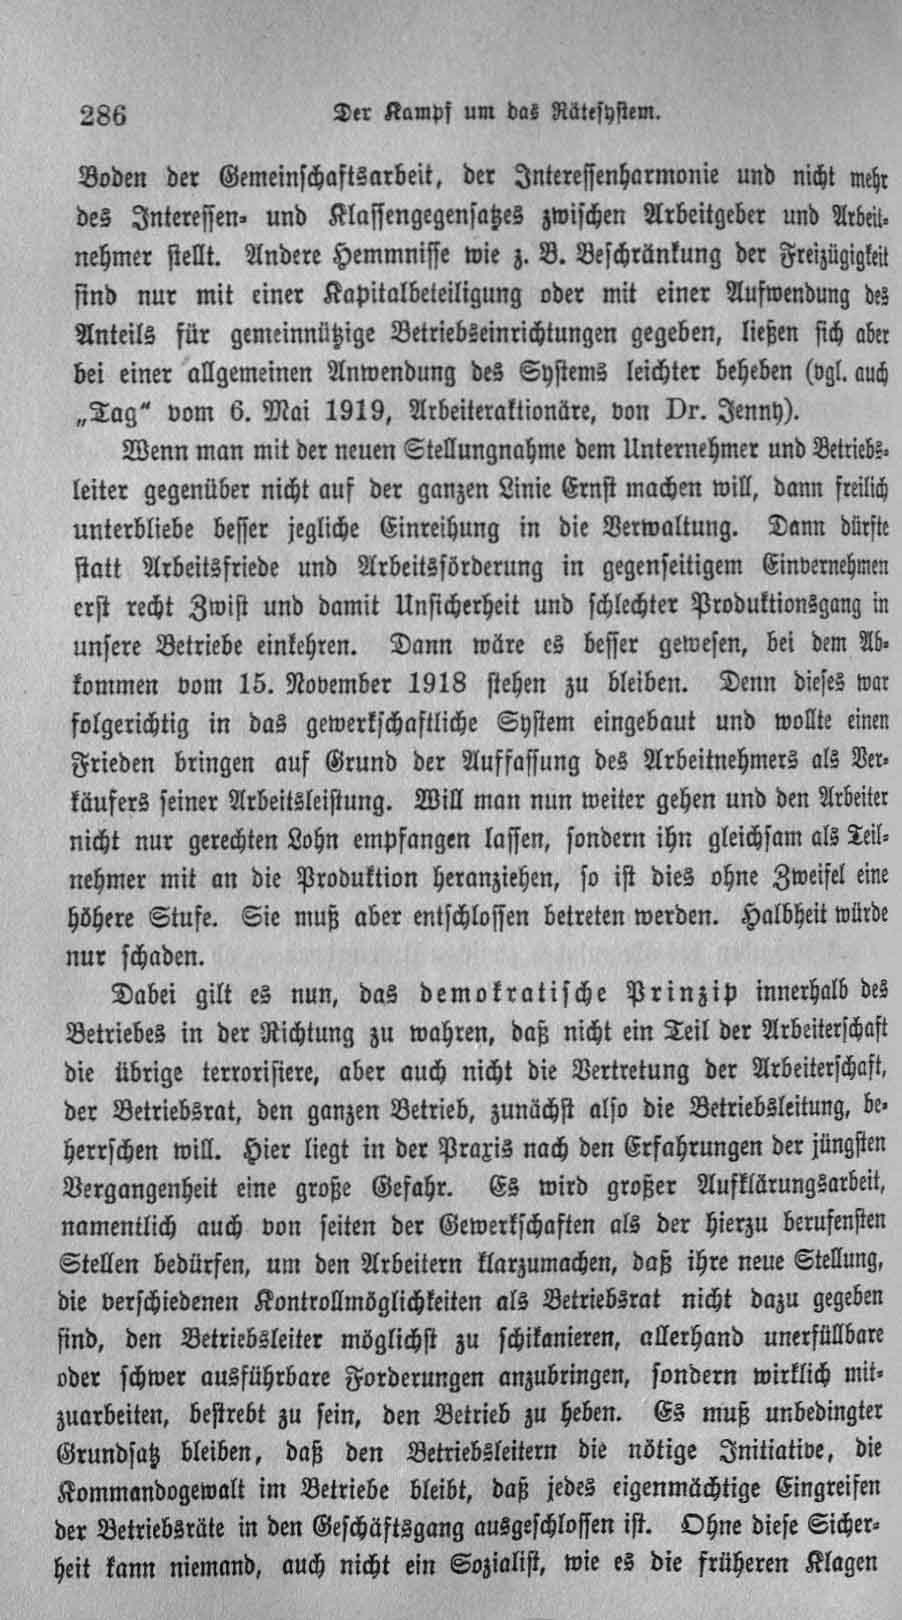 286 Der Kampf um das Rätesystem.
Boden der Gemeinschaftsarbeit, der Interessenharmonie und nicht mehr
des Interessen- und Klassengegensatzes zwischen Arbeitgeber und Arbeit-
nehmer stellt. Andere Hemmnisse wie z. B. Beschränkung der Freizügigkeit
sind nur mit einer Kapitalbeteiligung oder mit einer Aufwendung des
Anteils für gemeinnützige Betriebseinrichtungen gegeben, ließen sich aber
bei einer allgemeinen Anwendung des Systems leichter beheben (vgl. auch
„Tag“ vom 6. Mai 1919, Arbeiteraktionäre, von Dr. Jenny).
Wenn man mit der neuen Stellungnahme dem Unternehmer und Betriebs-
leiter gegenüber nicht auf der ganzen Linie Ernst machen will, dann freilich
unterbliebe besser jegliche Einreihung in die Verwaltung. Dann dürfte
statt Arbeitsfriede und Arbeitsförderung in gegenseitigem Einvernehmen
erst recht Zwist und damit Unsicherheit und schlechter Produktionsgang in
unsere Betriebe einkehren. Dann wäre es besser gewesen, bei dem Ab-
kommen vom 15. November 1918 stehen zu bleiben. Denn dieses war
folgerichtig in das gewerkschaftliche System eingebaut und wollte einen
Frieden bringen auf Grund der Auffassung des Arbeitnehmers als Ver-
käufers seiner Arbeitsleistung. Will man nun weiter gehen und den Arbeiter
nicht nur gerechten Lohn empfangen lassen, sondern ihn gleichsam als Teil-
nehmer mit an die Produktion heranziehen, so ist dies ohne Zweifel eine
höhere Stufe. Sie muß aber entschlossen betreten werden. Halbheit würde
nur schaden.
Dabei gilt es nun, das demokratische Prinzip innerhalb des
Betriebes in der Richtung zu wahren, daß nicht ein Teil der Arbeiterschaft
die übrige terrorisiere, aber auch nicht die Vertretung der Arbeiterschaft,
der Betriebsrat, den ganzen Betrieb, zunächst also die Betriebsleitung, be-
herrschen will. Hier liegt in der Praxis nach den Erfahrungen der jüngsten
Vergangenheit eine große Gefahr. Es wird großer Aufklärungsarbeit,
namentlich auch von seiten der Gewerkschaften als der hierzu berufensten
Stellen bedürfen, um den Arbeitern klarzumachen, daß ihre neue Stellung,
die verschiedenen Kontrollmöglichkeiten als Betriebsrat nicht dazu gegeben
sind, den Betriebsleiter möglichst zu schikanieren, allerhand unerfüllbare
oder schwer ausführbare Forderungen anzubringen, sondern wirklich mit-
zuarbeiten, bestrebt zu sein, den Betrieb zu heben. Es muß unbedingter
Grundsatz bleiben, daß den Betriebsleitern die nötige Initiative, die
Kommandogewalt im Betriebe bleibt, daß jedes eigenmächtige Eingreifen
der Betriebsräte in den Geschäftsgang ausgeschlossen ist. Ohne diese Sicher-
heit kann niemand, auch nicht ein Sozialist, wie es die früheren Klagen